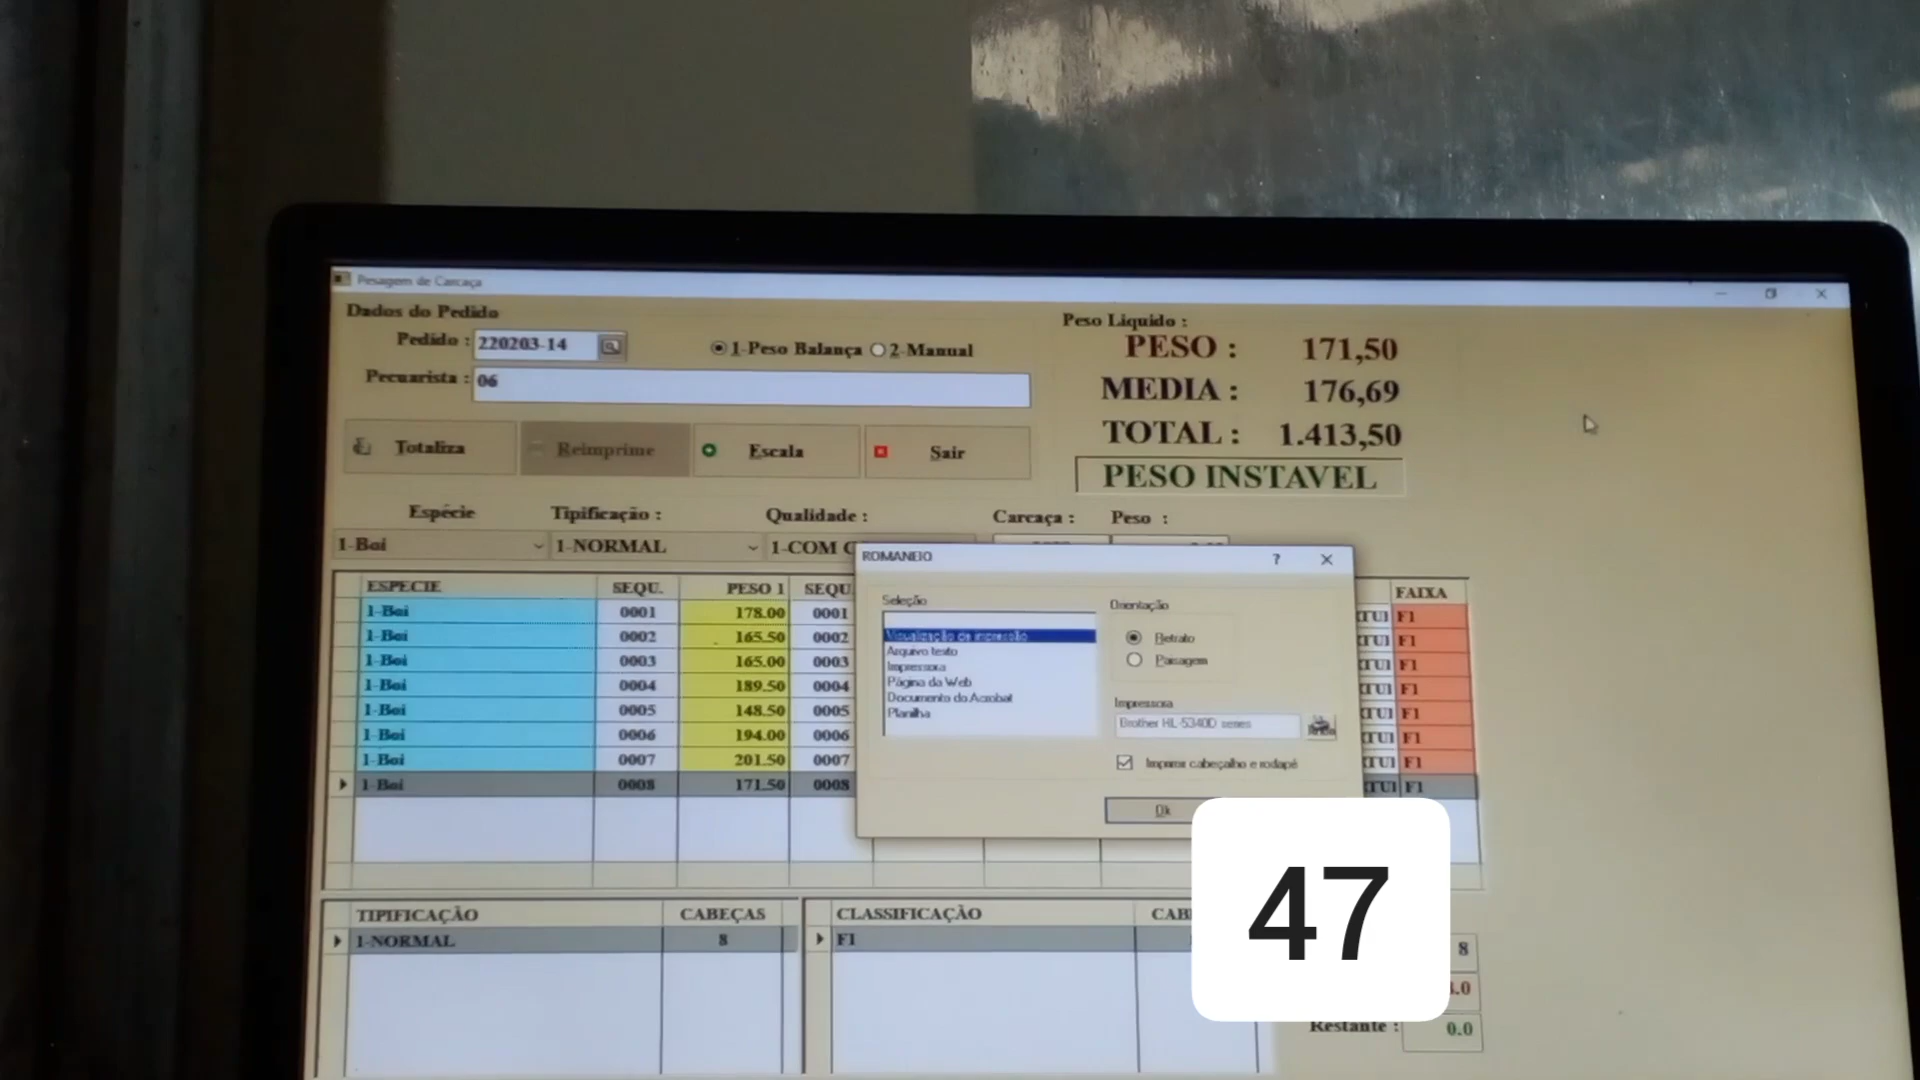 Pesagem de Carcaça
Dados do Pedido
Pedido : 220203-14
1-Peso Balança 2-Manual
Pecuarista : 06
Peso Liquido :
PESO : 171,50
MEDIA : 176,69
TOTAL : 1.413,50
PESO INSTAVEL
Totaliza Reimprime Escala Sair
Espécie Tipificação : Qualidade : Carcaça : Peso :
1-Boi 1-NORMAL 1-COM
ROMANEIO
Seleção
Visualização de impressão
Arquivo texto
Impressora
Página da Web
Documento do Acrobat
Planilha
Orientação
Retrato
Paisagem
Impressora
Brother HL-5340D series
Imprimir cabeçalho e rodapé
Ok
ESPECIE SEQU. PESO 1 SEQU FAIXA
1-Boi 0001 178.00 0001 F1
1-Boi 0002 165.50 0002 F1
1-Boi 0003 165.00 0003 F1
1-Boi 0004 189.50 0004 F1
1-Boi 0005 148.50 0005 F1
1-Boi 0006 194.00 0006 F1
1-Boi 0007 201.50 0007 F1
1-Boi 0008 171.50 0008 F1
TIPIFICAÇÃO CABEÇAS
1-NORMAL 8
CLASSIFICAÇÃO CAB
F1
8
.0
Restante : 0.0
47